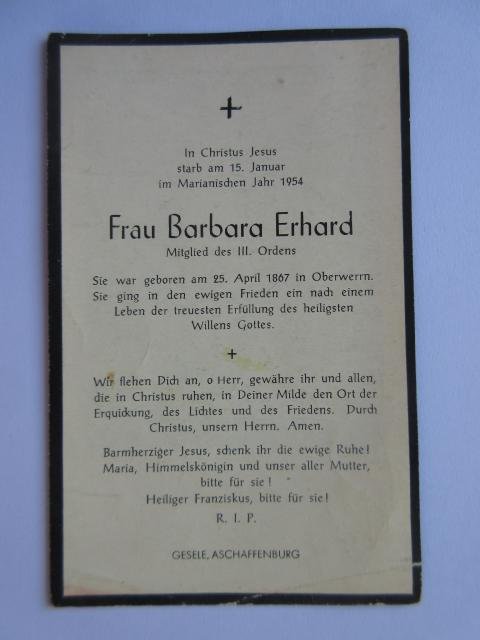 In Christus Jesus
starb am 15. Januar
im Marianischen Jahr 1954
Frau Barbara Erhard
Mitglied des III. Ordens
Sie war geboren am 25. April 1867 in Oberwerrn.
Sie ging in den ewigen Frieden ein nach einem
Leben der treuesten Erfüllung des heiligsten
Willens Gottes.
Wir flehen Dich an, o Herr, gewähre ihr und allen,
die in Christus ruhen, in Deiner Milde den Ort der
Erquickung, des Lichtes und des Friedens. Durch
Christus, unsern Herrn. Amen.
Barmherziger Jesus, schenk ihr die ewige Ruhe!
Maria, Himmelskönigin und unser aller Mutter,
bitte für sie!
Heiliger Franziskus, bitte für sie!
R. I. P.
GESELE, ASCHAFFENBURG